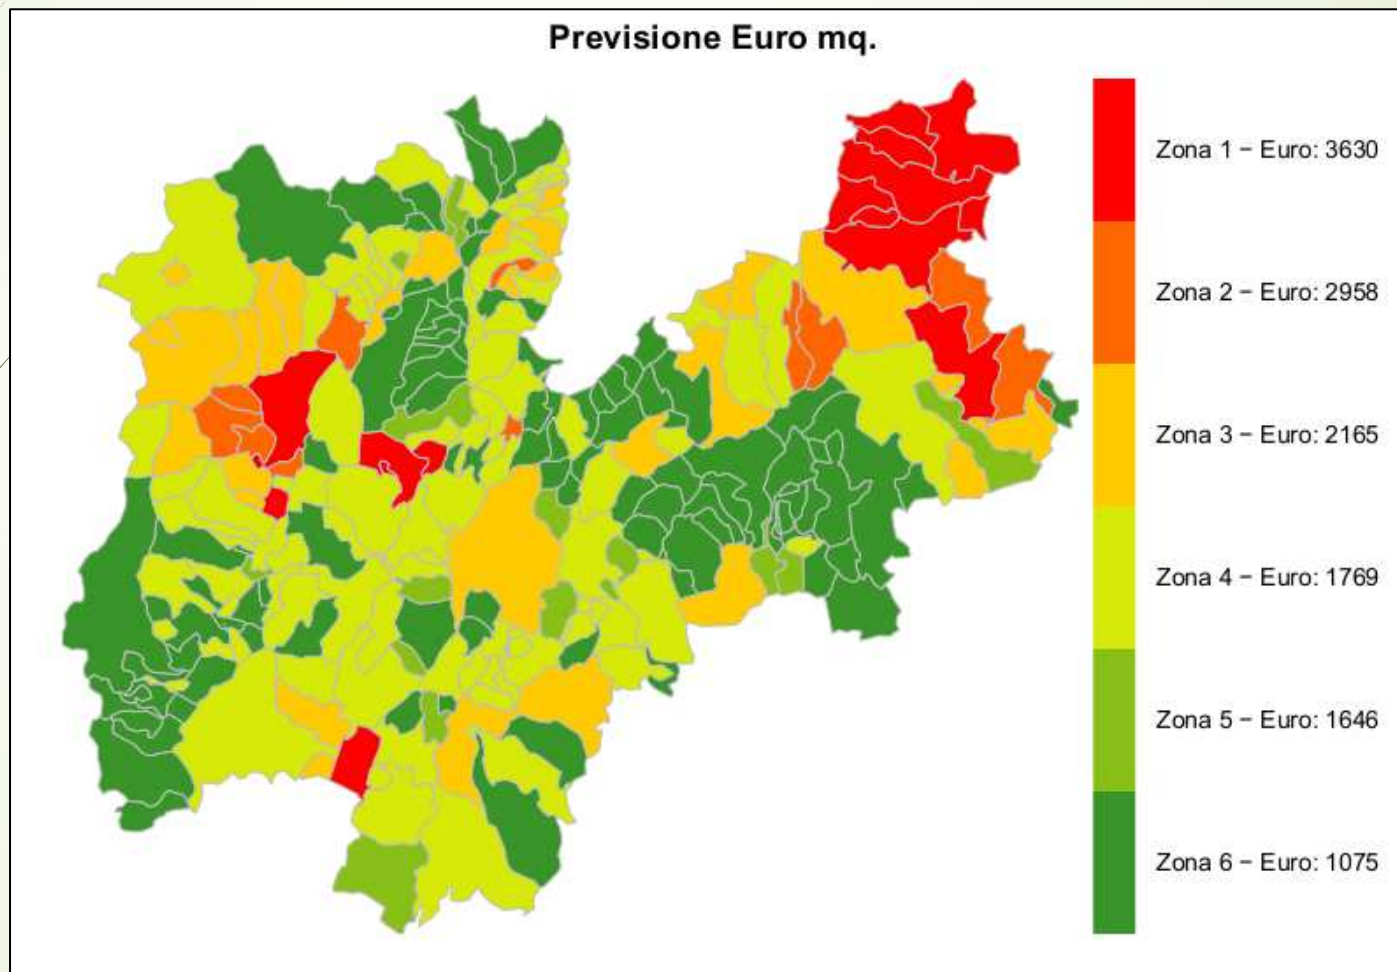 Previsione Euro mq.
Zona 1 − Euro: 3630
Zona 2 − Euro: 2958
Zona 3 − Euro: 2165
Zona 4 − Euro: 1769
Zona 5 − Euro: 1646
Zona 6 − Euro: 1075